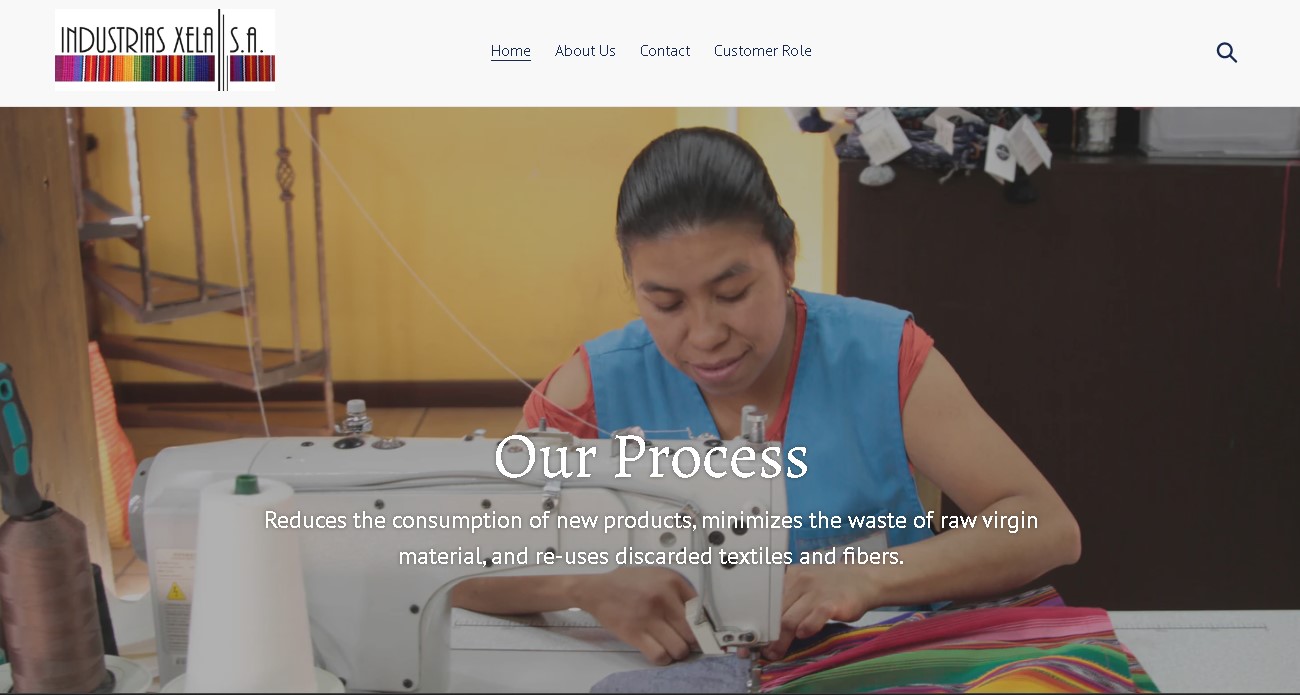 INDUSTRIAS XELA S.A.
Home About Us Contact Customer Role
Our Process
Reduces the consumption of new products, minimizes the waste of raw virgin
material, and re-uses discarded textiles and fibers.